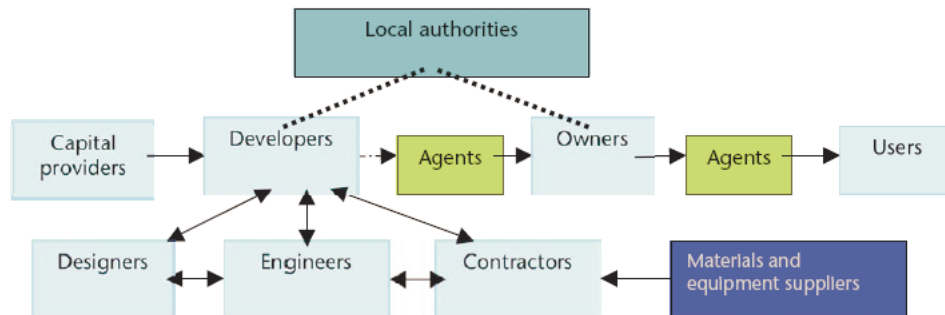 Local authorities
Capital
providers
Developers
Agents
Owners
Agents
Users
Designers
Engineers
Contractors
Materials and
equipment suppliers